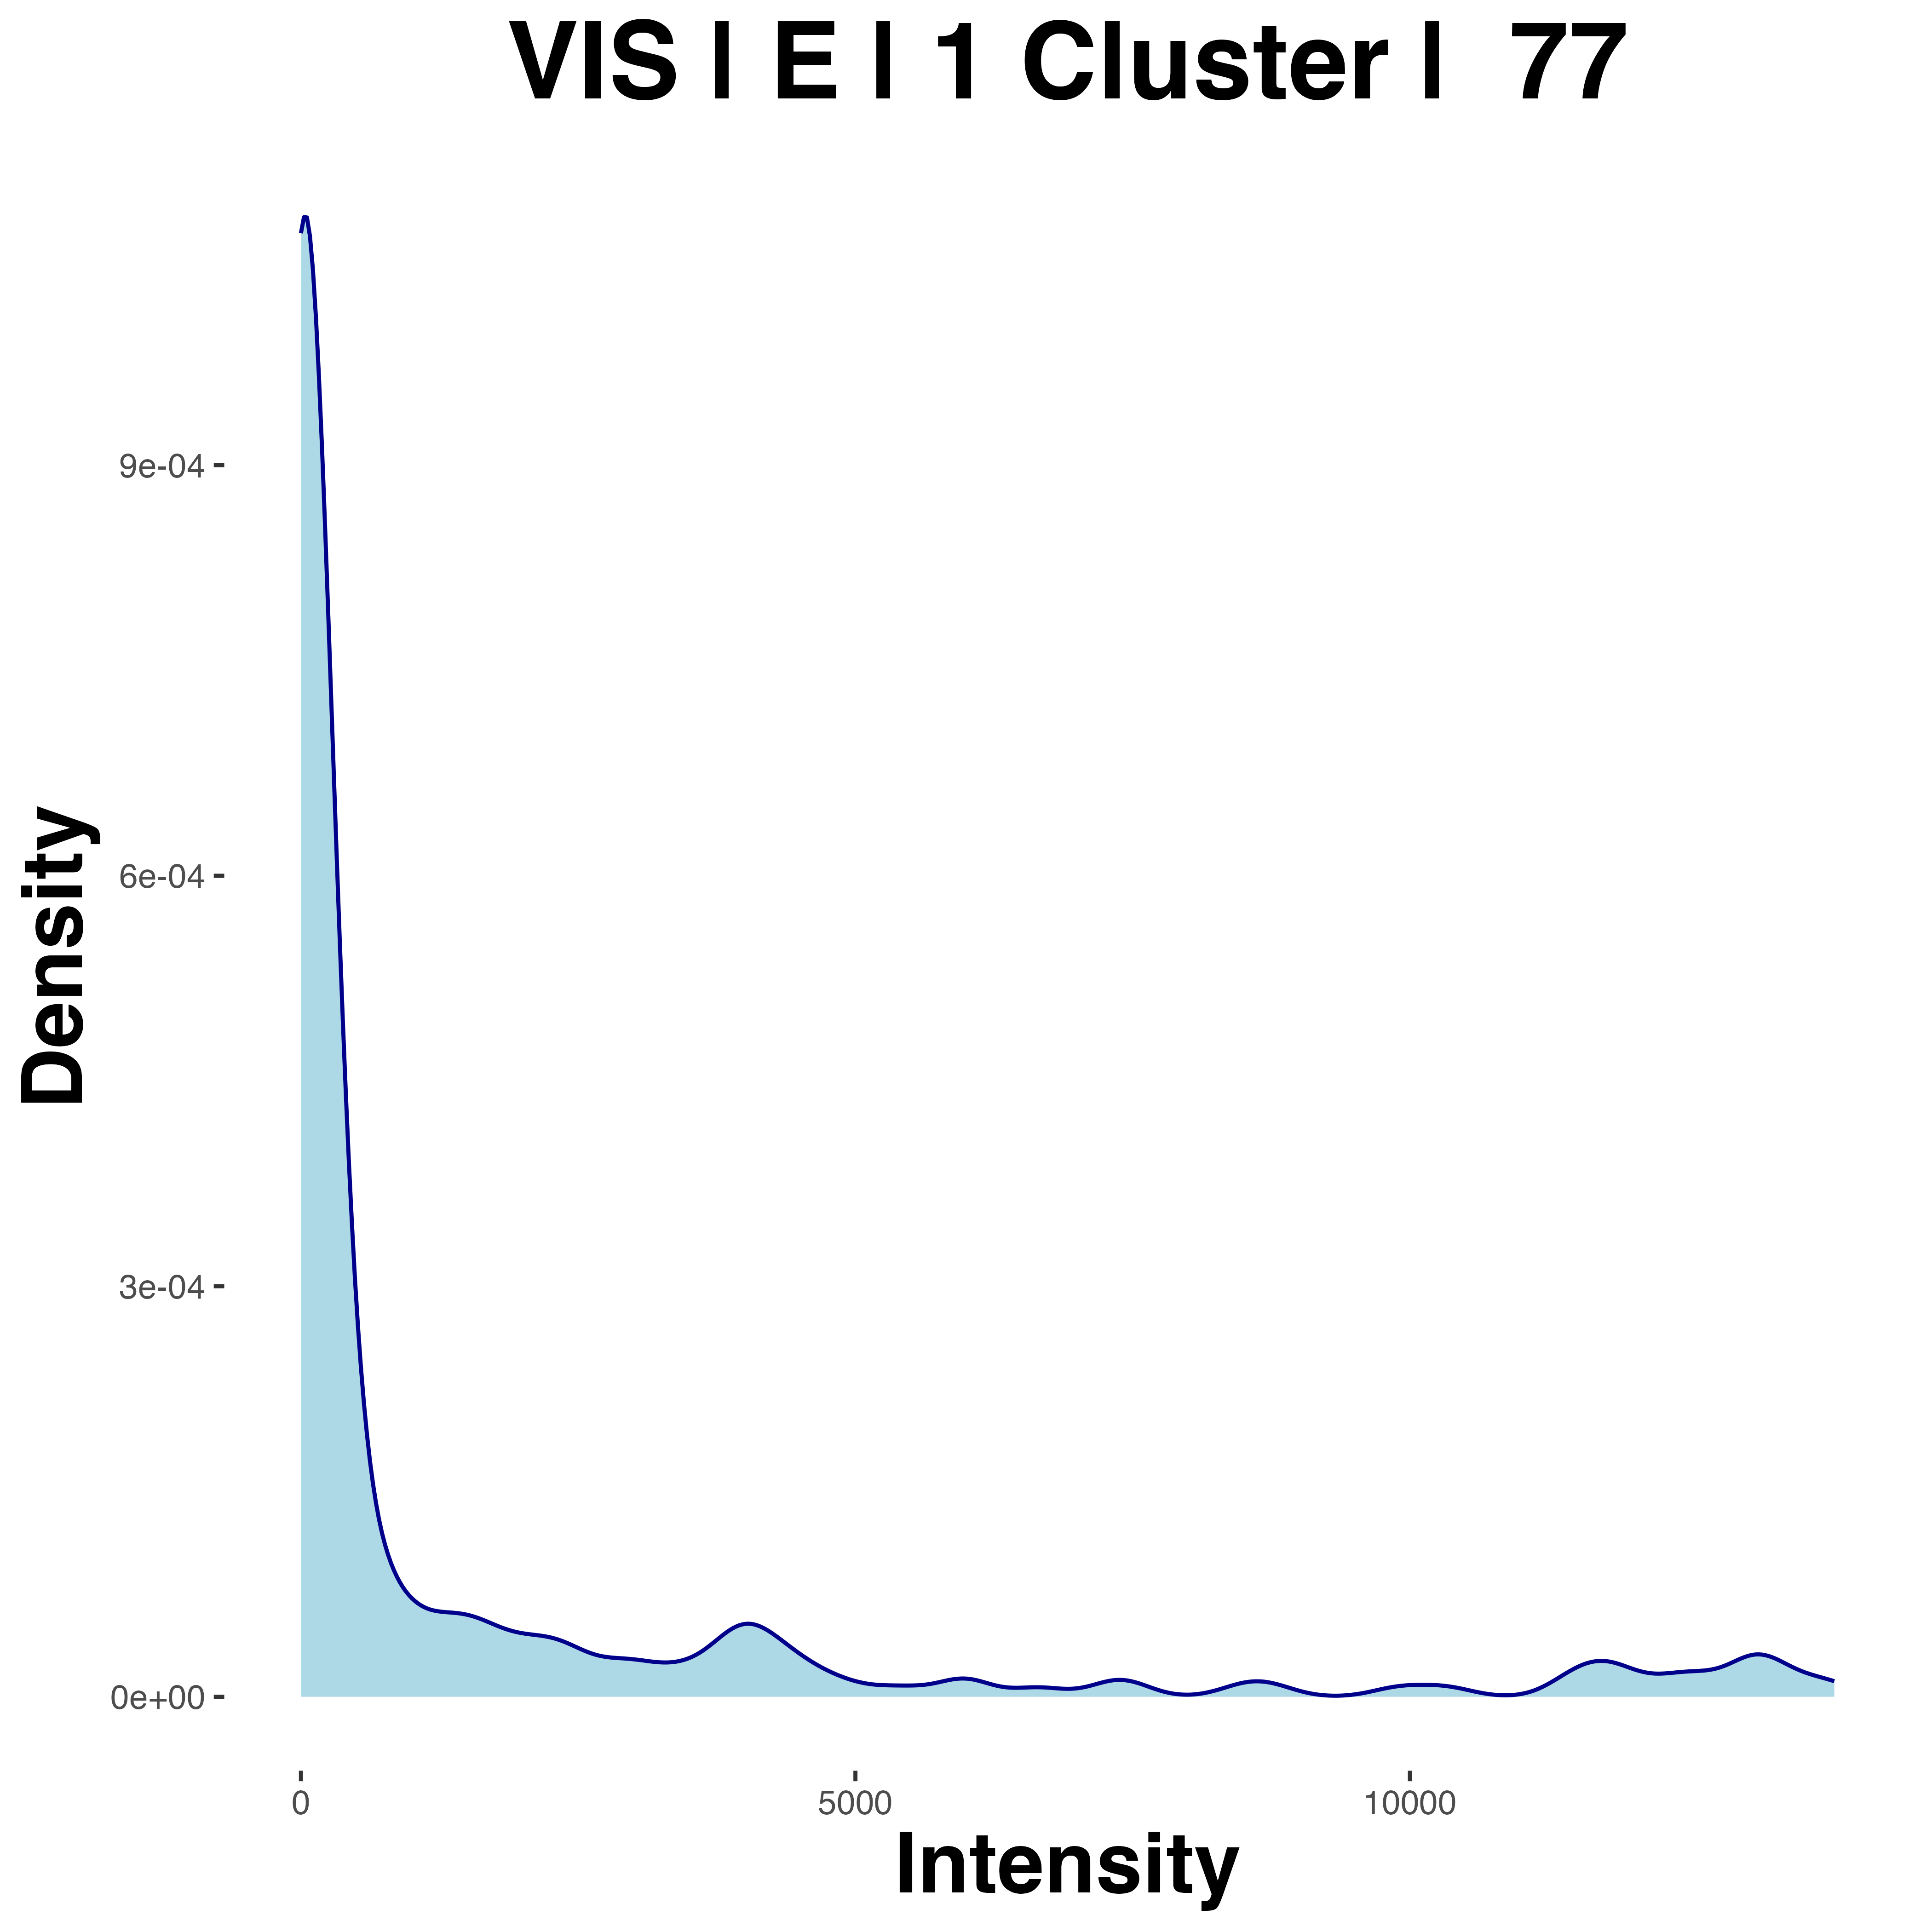 VIS | E | 1 Cluster | 77
Density
9e-04
6e-04
3e-04
0e+00
0
5000
10000
Intensity